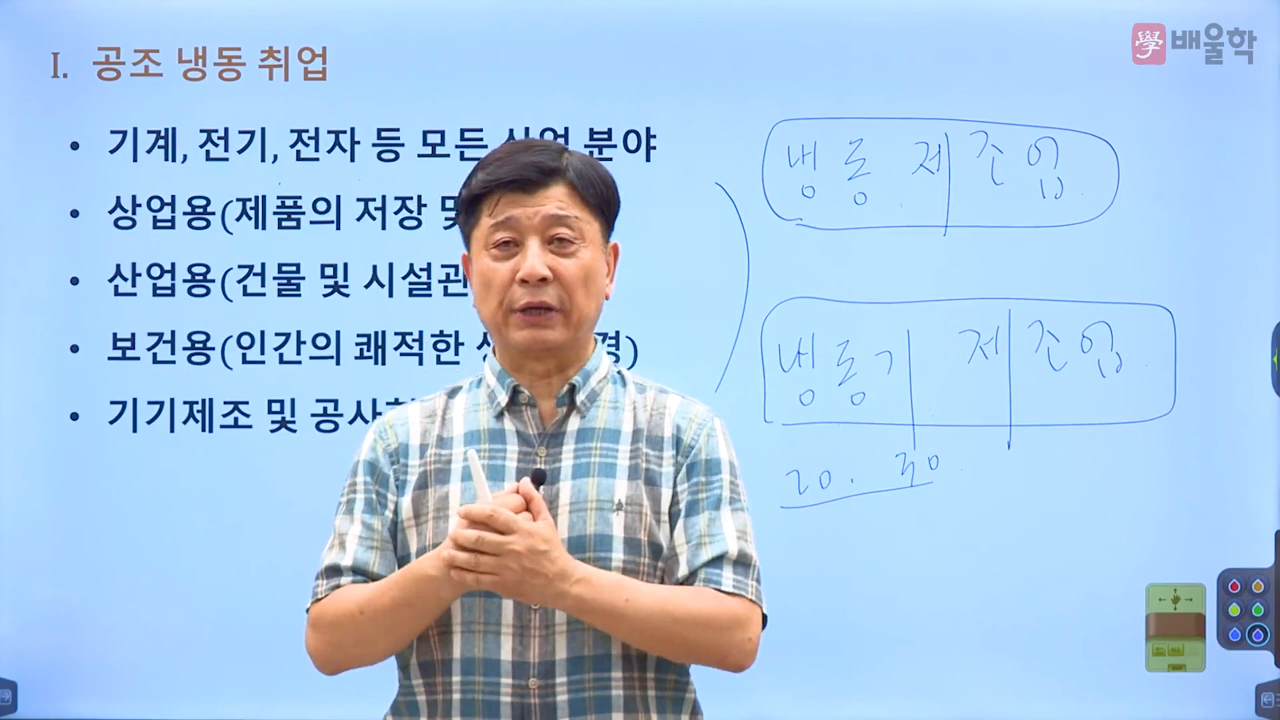 I. 공조 냉동 취업
學 배울학
• 기계, 전기, 전자 등 모든 산업 분야
• 상업용(제품의 저장 및
• 산업용(건물 및 시설관
• 보건용(인간의 쾌적한
• 기기제조 및 공사
냉동 제조업
냉동기 제조업
20. 30